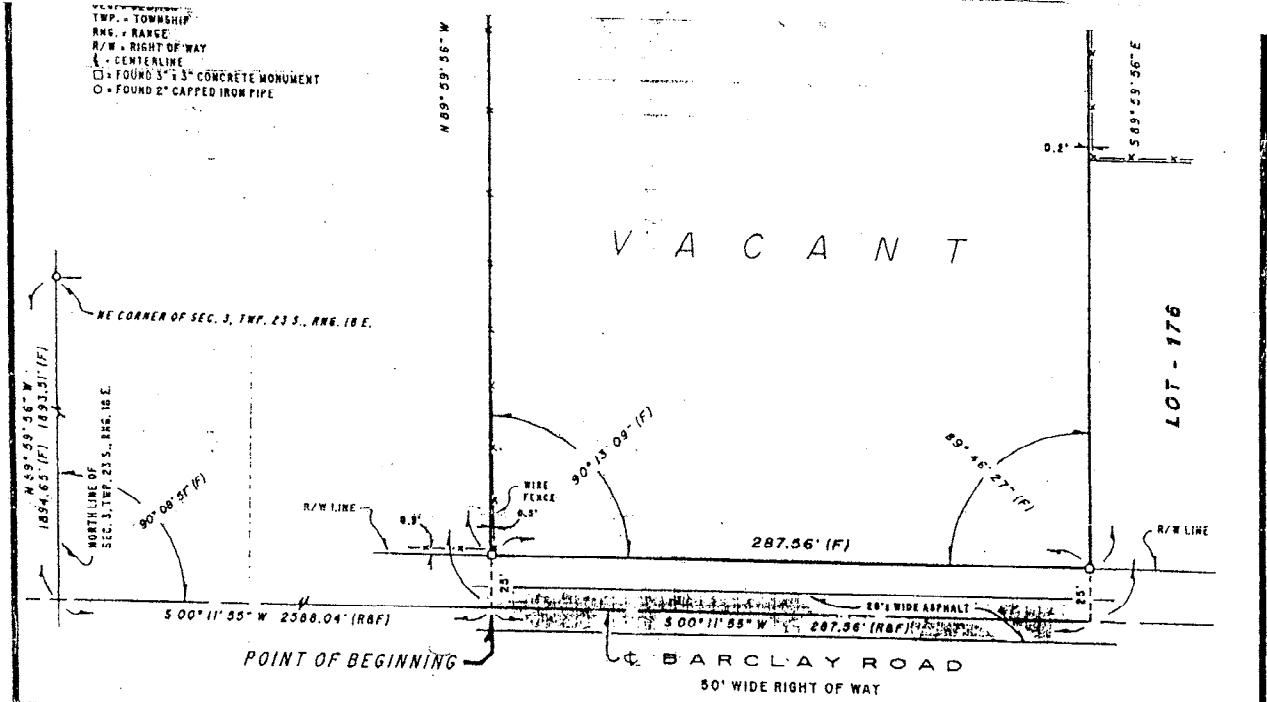 TWP. = TOWNSHIP
RNG. = RANGE
R/W = RIGHT OF WAY
℄ = CENTERLINE
□ = FOUND 3" x 3" CONCRETE MONUMENT
○ = FOUND 2" CAPPED IRON PIPE
N 89° 59' 56" W
S 89° 59' 56" E
0.2'
VACANT
NE CORNER OF SEC. 3, TWP. 23 S., RNG. 18 E.
LOT - 176
N 89° 59' 56" W
1894.65' (F) 1893.51' (F)
NORTH LINE OF
SEC. 3, TWP. 23 S., RNG. 18 E.
90° 08' 51" (F)
90° 13' 09" (F)
89° 46' 27" (F)
WIRE
FENCE
0.5'
R/W LINE
0.9'
287.56' (F)
R/W LINE
25'
25'
20'± WIDE ASPHALT
S 00° 11' 55" W 2588.04' (R&F)
S 00° 11' 55" W 287.56' (R&F)
POINT OF BEGINNING
℄ BARCLAY ROAD
50' WIDE RIGHT OF WAY